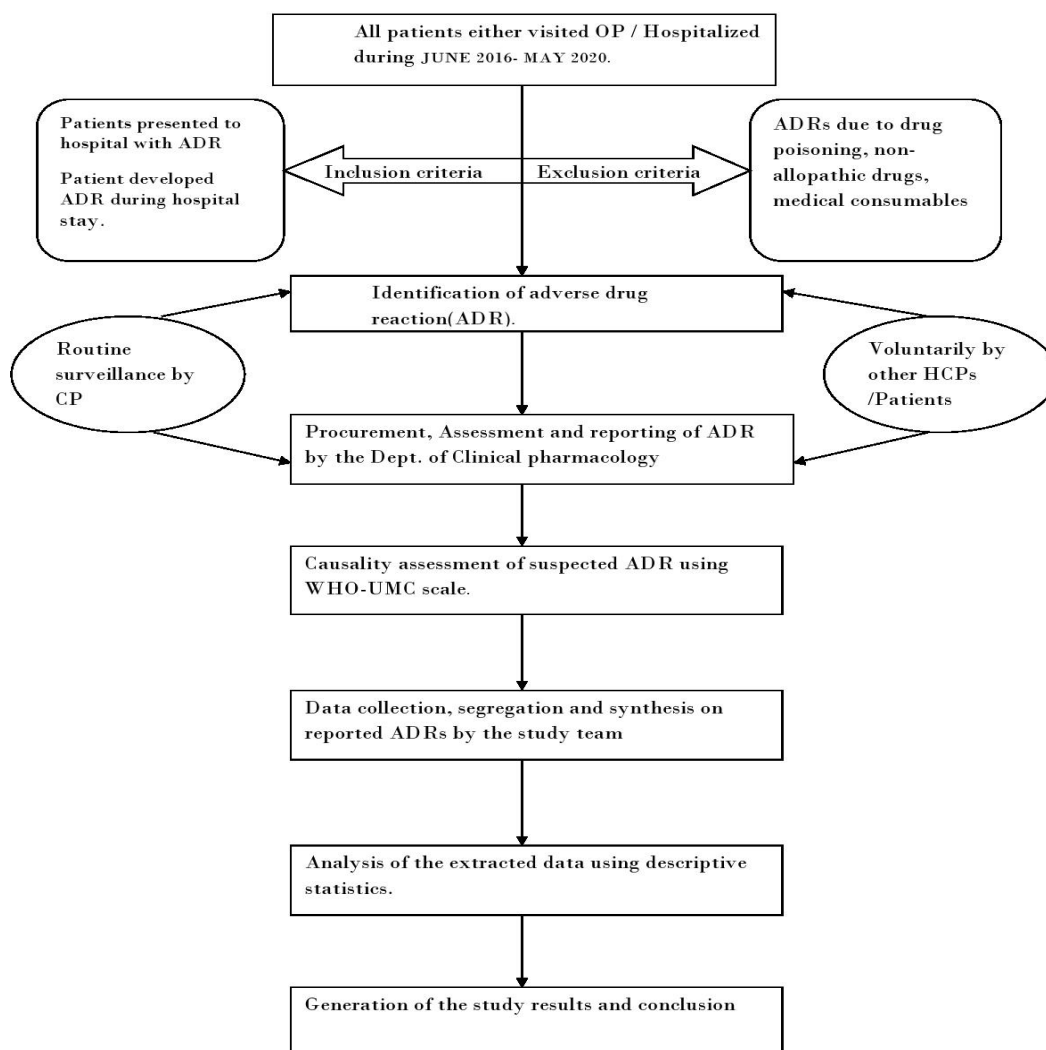 All patients either visited OP / Hospitalized
during JUNE 2016- MAY 2020.
Patients presented to
hospital with ADR
Patient developed
ADR during hospital
stay.
Inclusion criteria
Exclusion criteria
ADRs due to drug
poisoning, non-
allopathic drugs,
medical consumables
Identification of adverse drug
reaction(ADR).
Routine
surveillance by
CP
Voluntarily by
other HCPs
/Patients
Procurement, Assessment and reporting of ADR
by the Dept. of Clinical pharmacology
Causality assessment of suspected ADR using
WHO-UMC scale.
Data collection, segregation and synthesis on
reported ADRs by the study team
Analysis of the extracted data using descriptive
statistics.
Generation of the study results and conclusion